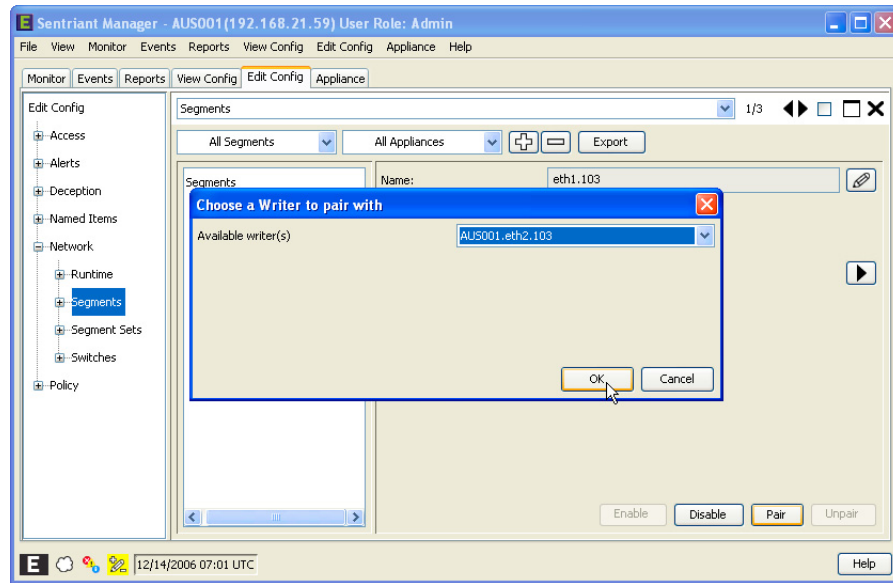 Sentriant Manager - AUS001(192.168.21.59) User Role: Admin
File View Monitor Events Reports View Config Edit Config Appliance Help
Monitor Events Reports View Config Edit Config Appliance
Edit Config
Segments 1/3
Access
All Segments All Appliances Export
Alerts
Segments Name: eth1.103
Deception
Choose a Writer to pair with
Named Items
Available writer(s) AUS001.eth2.103
Network
Runtime
Segments
Segment Sets
Switches
OK Cancel
Policy
Enable Disable Pair Unpair
E 12/14/2006 07:01 UTC Help